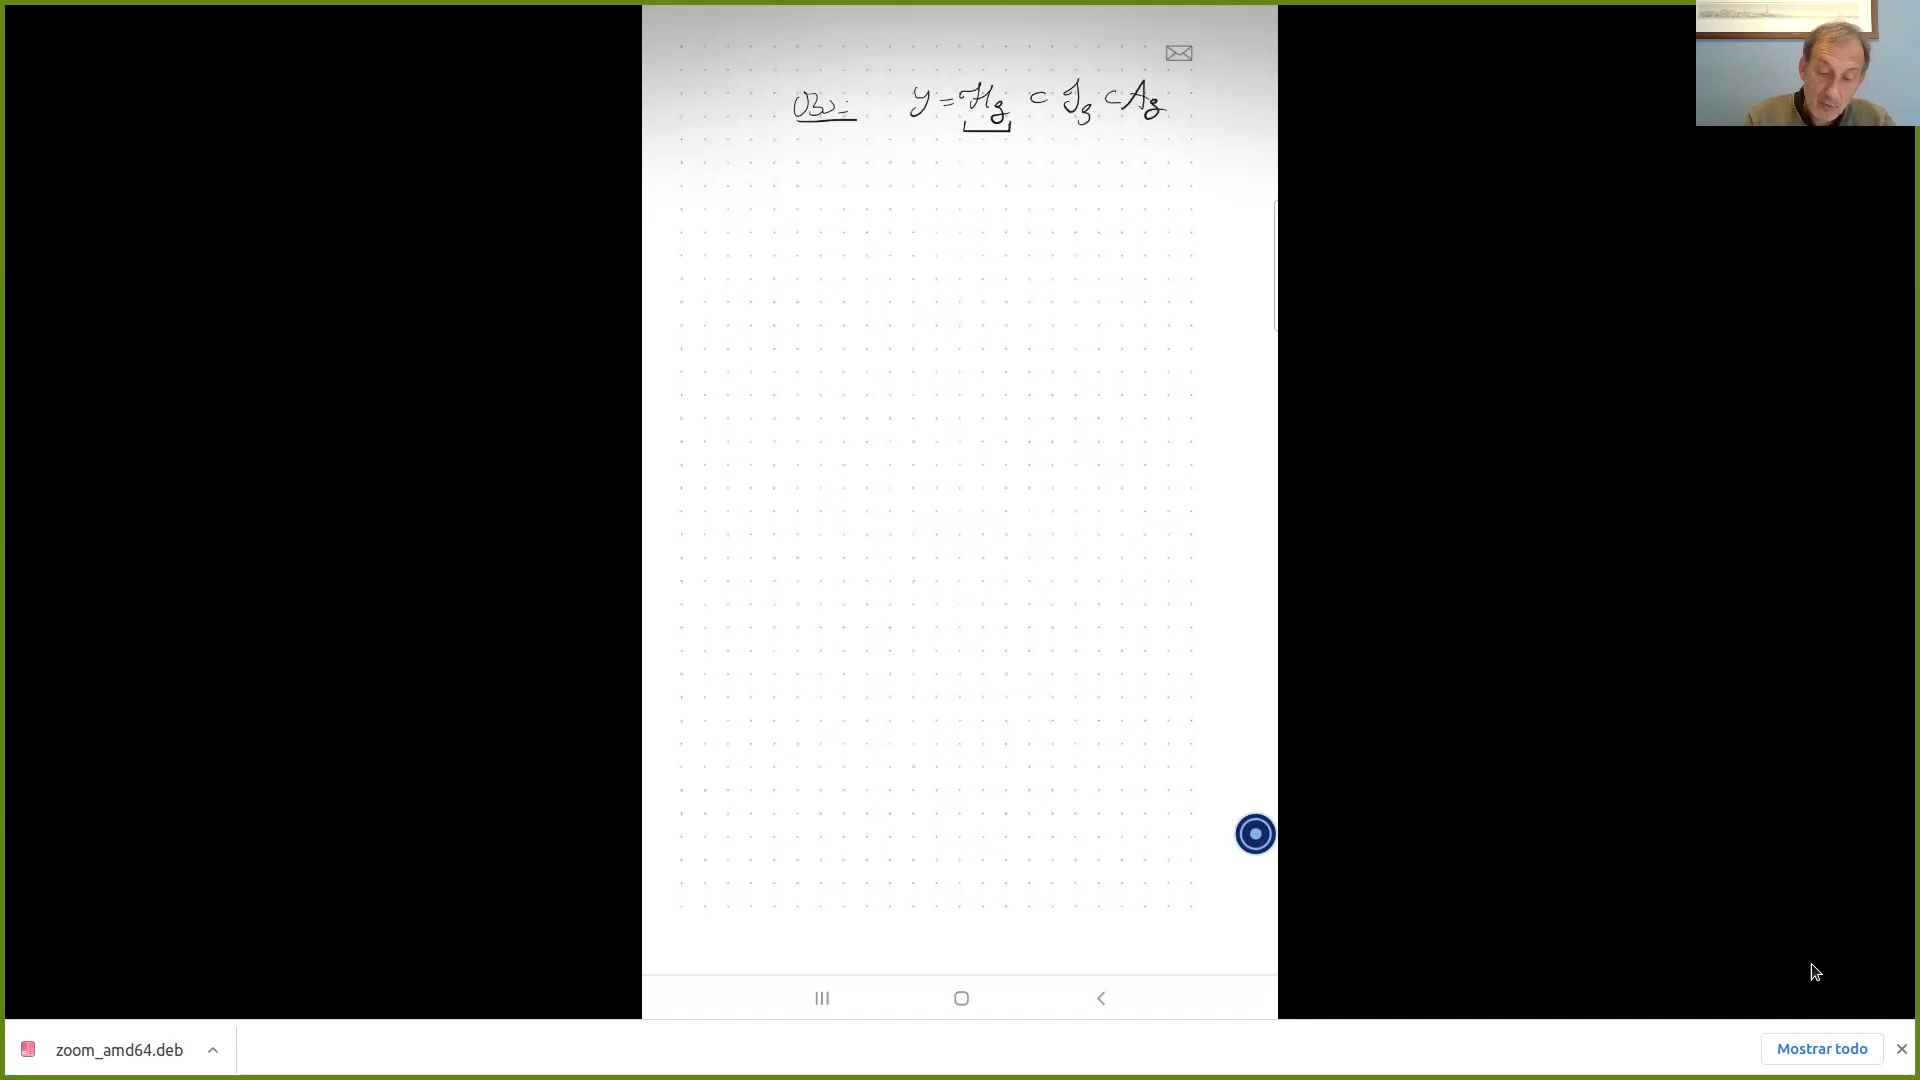 Obs: y = H_g ⊂ J_g ⊂ A_g
zoom_amd64.deb
Mostrar todo